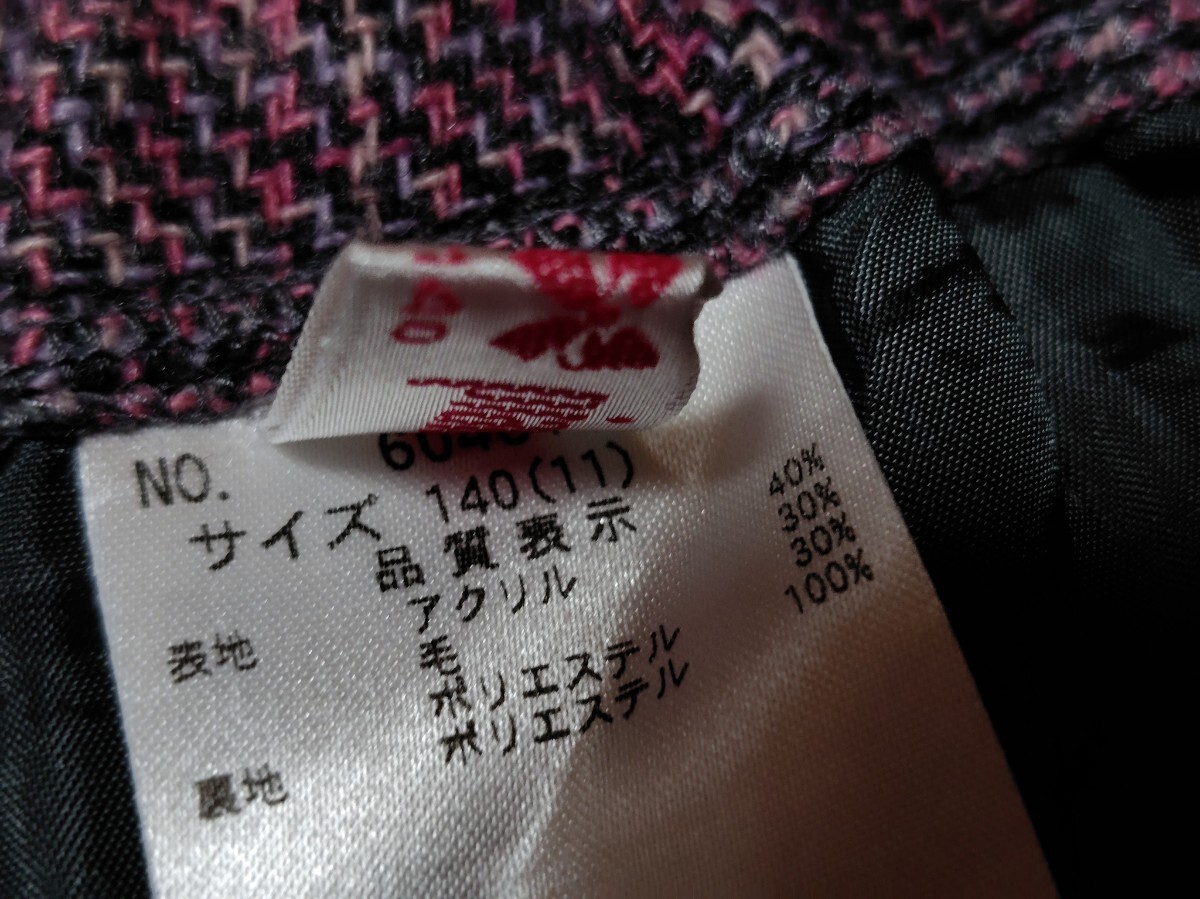 NO.
サイズ 140(11)
品質表示
表地 アクリル 40%
毛 30%
ポリエステル 30%
裏地 ポリエステル 100%